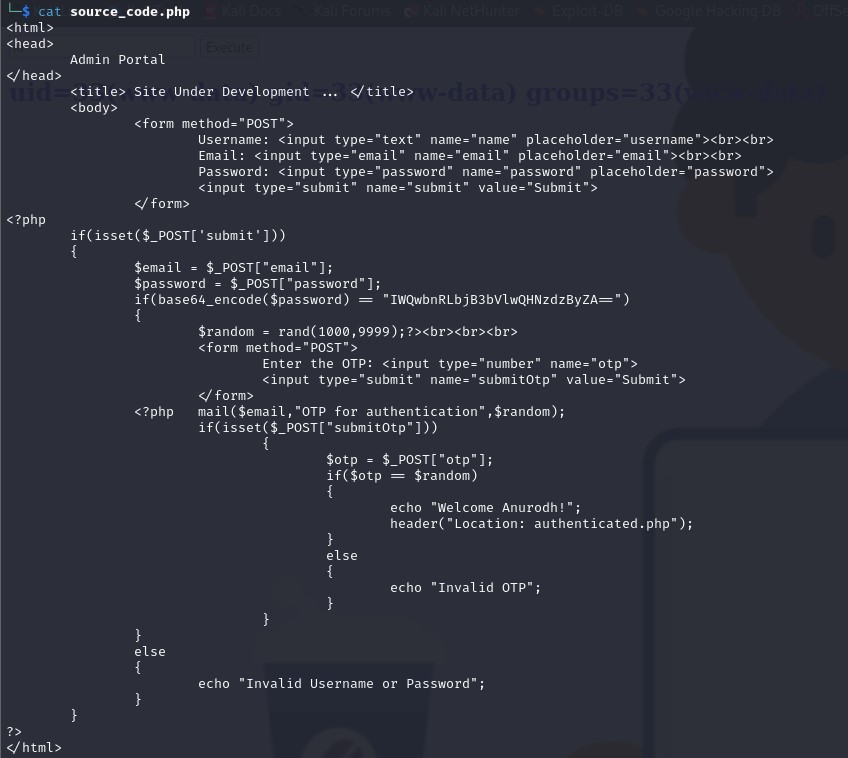 └─$ cat source_code.php
Kali Docs Kali Forums Kali NetHunter Exploit-DB Google Hacking DB OffSe
<html>
<head>
Execute
Admin Portal
</head>
uid=33(www-data) gid=33(www-data) groups=33(www-data)
<title> Site Under Development ... </title>
<body>
<form method="POST">
Username: <input type="text" name="name" placeholder="username"><br><br>
Email: <input type="email" name="email" placeholder="email"><br><br>
Password: <input type="password" name="password" placeholder="password">
<input type="submit" name="submit" value="Submit">
</form>
<?php
if(isset($_POST['submit']))
{
$email = $_POST["email"];
$password = $_POST["password"];
if(base64_encode($password) == "IWQwbnRLbjB3bVlwQHNzdzByZA==")
{
$random = rand(1000,9999);?><br><br><br>
<form method="POST">
Enter the OTP: <input type="number" name="otp">
<input type="submit" name="submitOtp" value="Submit">
</form>
<?php mail($email,"OTP for authentication",$random);
if(isset($_POST["submitOtp"]))
{
$otp = $_POST["otp"];
if($otp == $random)
{
echo "Welcome Anurodh!";
header("Location: authenticated.php");
}
else
{
echo "Invalid OTP";
}
}
}
else
{
echo "Invalid Username or Password";
}
}
?>
</html>